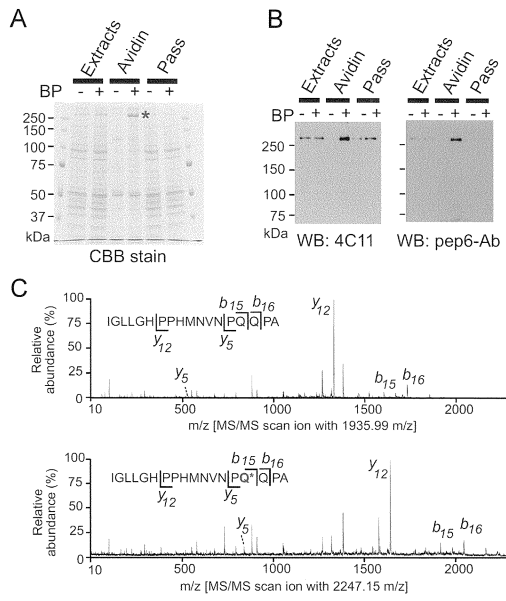 A
Extracts Avidin Pass
BP - + - + - +
250
150
100
75
50
37
kDa
*
CBB stain
B
Extracts Avidin Pass Extracts Avidin Pass
BP - + - + - + - + - + - +
250
150
100
75
kDa
WB: 4C11 WB: pep6-Ab
C
Relative abundance (%)
100
75
50
25
0
b15 b16
IGLLGHPPHMNVNPQQPA
y12 y5
y5
y12
b15 b16
10 500 1000 1500 2000
m/z [MS/MS scan ion with 1935.99 m/z]
Relative abundance (%)
100
75
50
25
0
b15 b16
IGLLGHPPHMNVNPQ*QPA
y12 y5
y5
y12
b15 b16
10 500 1000 1500 2000
m/z [MS/MS scan ion with 2247.15 m/z]